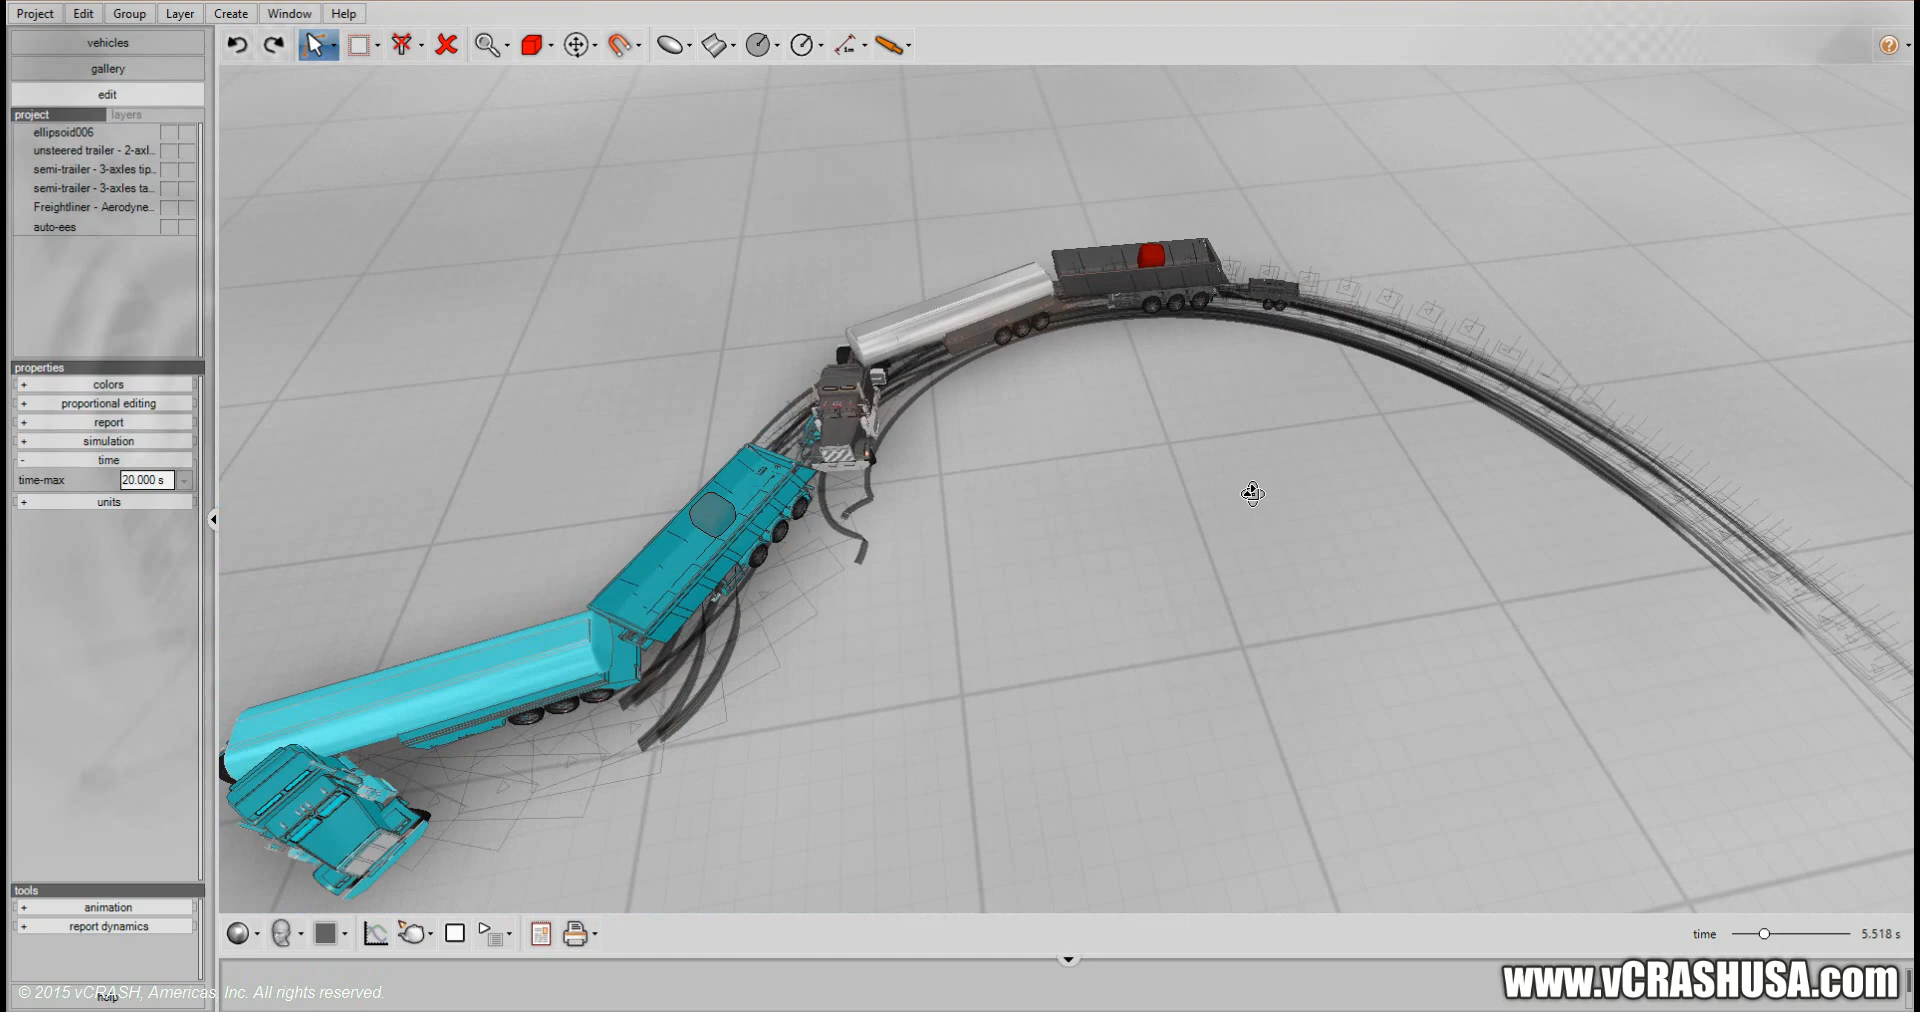 Project Edit Group Layer Create Window Help
vehicles
gallery
edit
project layers
ellipsoid006
unsteered trailer - 2-axl...
semi-trailer - 3-axles tip...
semi-trailer - 3-axles ta...
Freightliner - Aerodyne...
auto-ees
properties
+ colors
+ proportional editing
+ report
+ simulation
- time
time-max 20.000 s
+ units
tools
+ animation
+ report dynamics
help
time 5.518 s
© 2015 vCRASH, Americas, Inc. All rights reserved.
www.vCRASHUSA.com